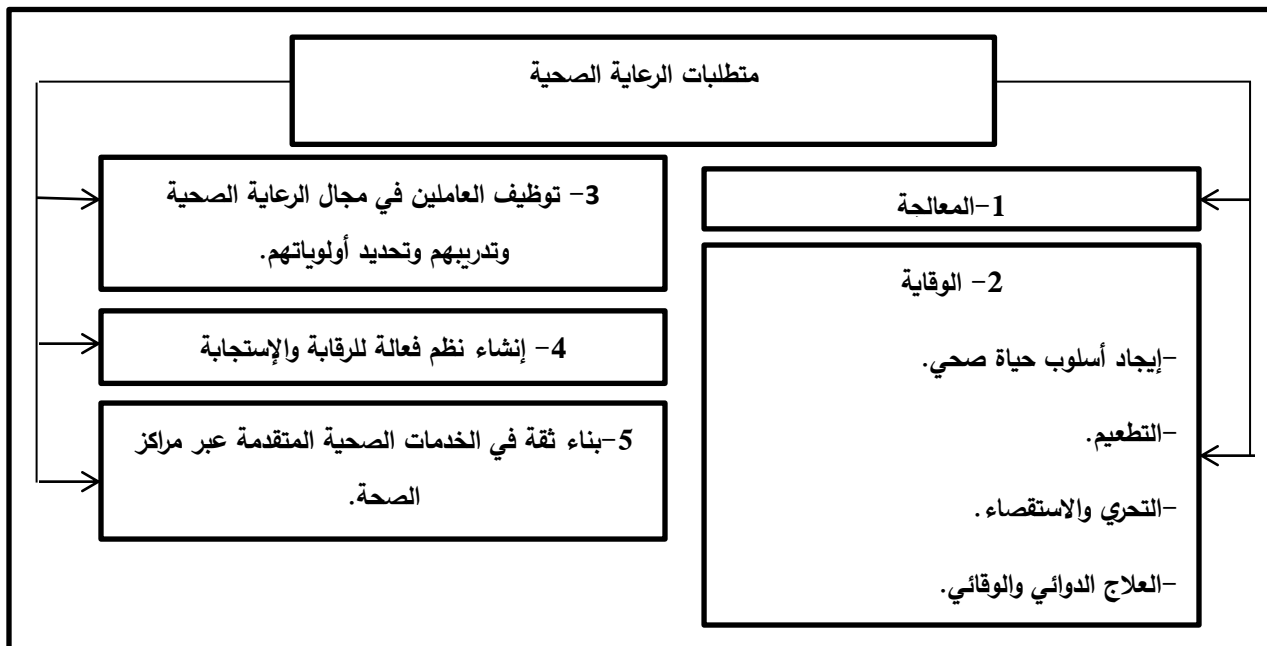 متطلبات الرعاية الصحية
1-المعالجة
2- الوقاية
-إيجاد أسلوب حياة صحي.
-التطعيم.
-التحري والاستقصاء.
-العلاج الدوائي والوقائي.
3- توظيف العاملين في مجال الرعاية الصحية
وتدريبهم وتحديد أولوياتهم.
4- إنشاء نظم فعالة للرقابة والإستجابة
5-بناء ثقة في الخدمات الصحية المتقدمة عبر مراكز
الصحة.